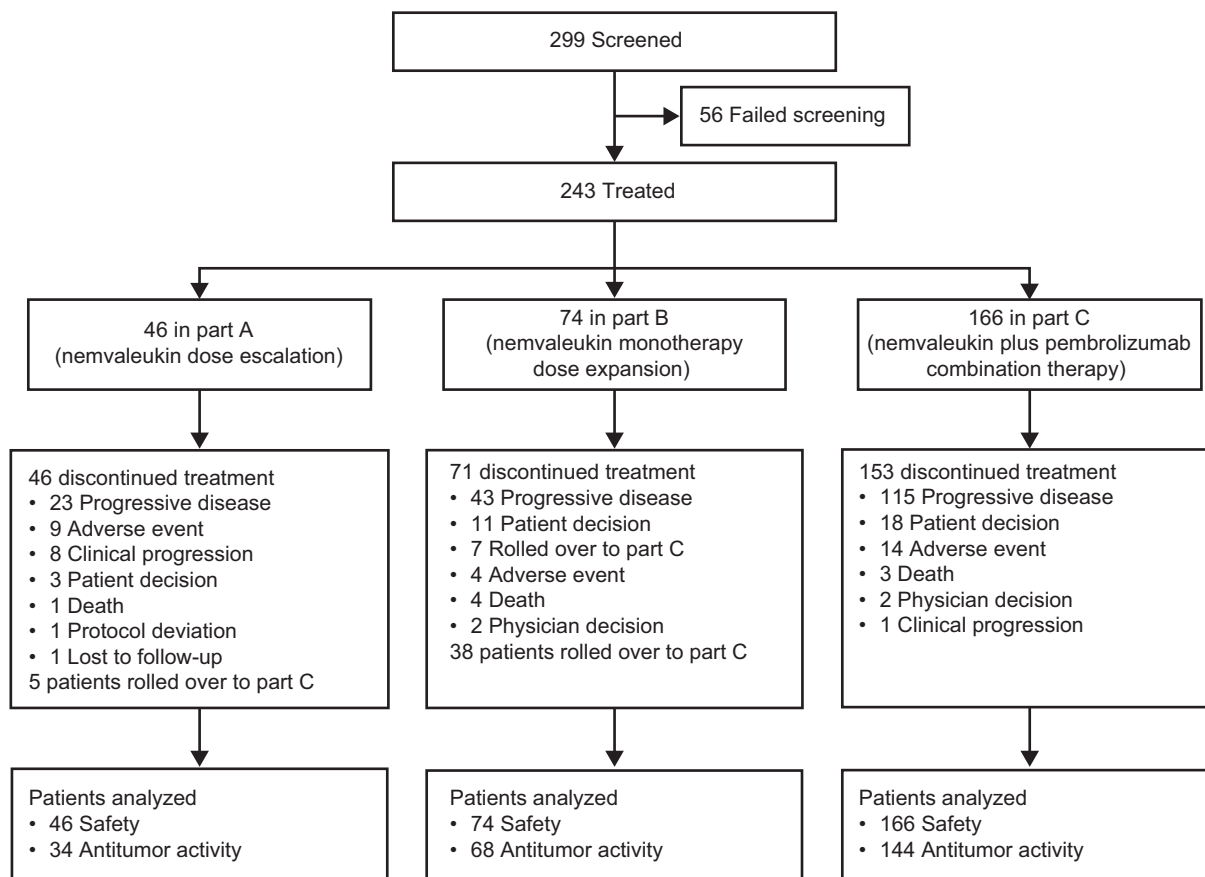 299 Screened
56 Failed screening
243 Treated
46 in part A
(nemvaleukin dose escalation)
74 in part B
(nemvaleukin monotherapy
dose expansion)
166 in part C
(nemvaleukin plus pembrolizumab
combination therapy)
46 discontinued treatment
• 23 Progressive disease
• 9 Adverse event
• 8 Clinical progression
• 3 Patient decision
• 1 Death
• 1 Protocol deviation
• 1 Lost to follow-up
5 patients rolled over to part C
71 discontinued treatment
• 43 Progressive disease
• 11 Patient decision
• 7 Rolled over to part C
• 4 Adverse event
• 4 Death
• 2 Physician decision
38 patients rolled over to part C
153 discontinued treatment
• 115 Progressive disease
• 18 Patient decision
• 14 Adverse event
• 3 Death
• 2 Physician decision
• 1 Clinical progression
Patients analyzed
• 46 Safety
• 34 Antitumor activity
Patients analyzed
• 74 Safety
• 68 Antitumor activity
Patients analyzed
• 166 Safety
• 144 Antitumor activity